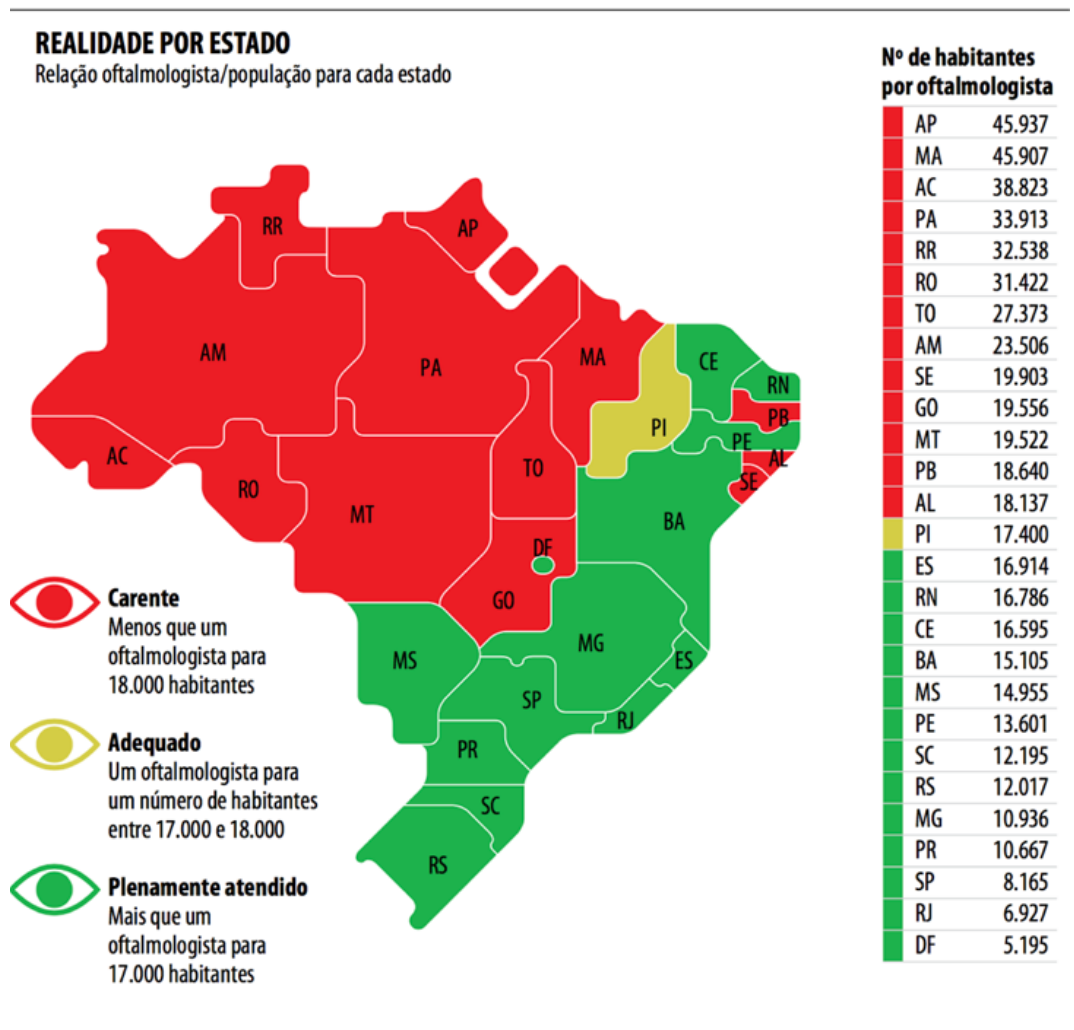 REALIDADE POR ESTADO
Relação oftalmologista/população para cada estado
Nº de habitantes
por oftalmologista
AP 45.937
MA 45.907
AC 38.823
PA 33.913
RR 32.538
RO 31.422
TO 27.373
AM 23.506
SE 19.903
GO 19.556
MT 19.522
PB 18.640
AL 18.137
PI 17.400
ES 16.914
RN 16.786
CE 16.595
BA 15.105
MS 14.955
PE 13.601
SC 12.195
RS 12.017
MG 10.936
PR 10.667
SP 8.165
RJ 6.927
DF 5.195
RR
AP
AM
PA
MA
CE
RN
PB
PI
PE
AL
SE
AC
RO
TO
MT
BA
DF
GO
MG
MS
ES
SP
RJ
PR
SC
RS
Carente
Menos que um
oftalmologista para
18.000 habitantes
Adequado
Um oftalmologista para
um número de habitantes
entre 17.000 e 18.000
Plenamente atendido
Mais que um
oftalmologista para
17.000 habitantes